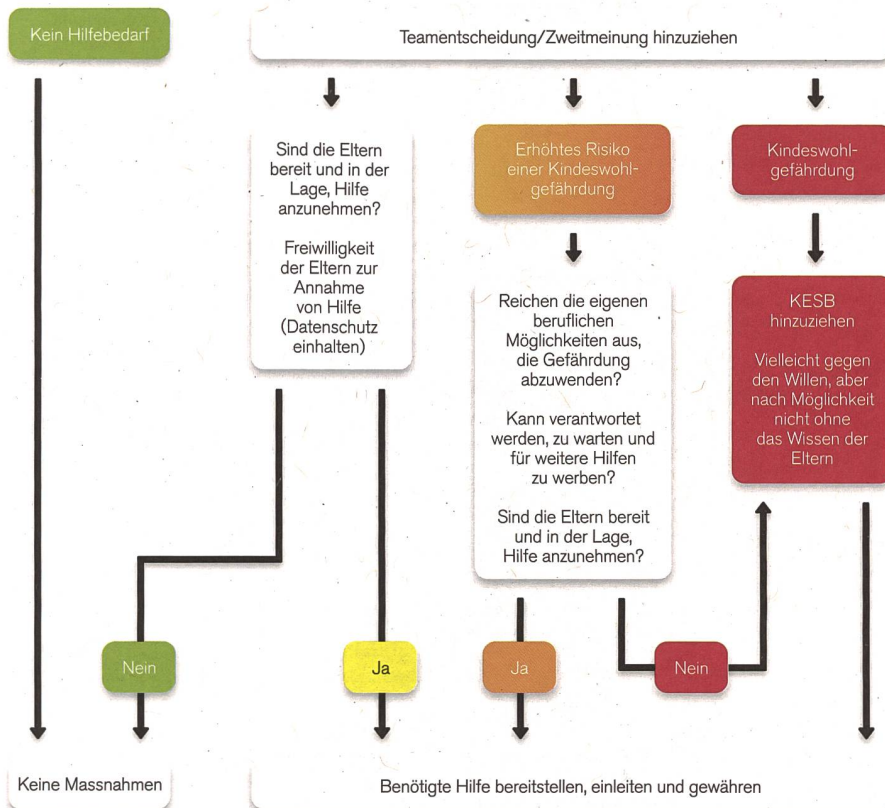 Kein Hilfebedarf
Teamentscheidung/Zweitmeinung hinzuziehen
Sind die Eltern
bereit und in der
Lage, Hilfe
anzunehmen?
Freiwilligkeit
der Eltern zur
Annahme
von Hilfe
(Datenschutz
einhalten)
Erhöhtes Risiko
einer Kindeswohl-
gefährdung
Kindeswohl-
gefährdung
Reichen die eigenen
beruflichen
Möglichkeiten aus,
die Gefährdung
abzuwenden?
Kann verantwortet
werden, zu warten und
für weitere Hilfen
zu werben?
Sind die Eltern bereit
und in der Lage,
Hilfe anzunehmen?
KESB
hinzuziehen
Vielleicht gegen
den Willen, aber
nach Möglichkeit
nicht ohne
das Wissen der
Eltern
Nein
Ja
Ja
Nein
Keine Massnahmen
Benötigte Hilfe bereitstellen, einleiten und gewähren